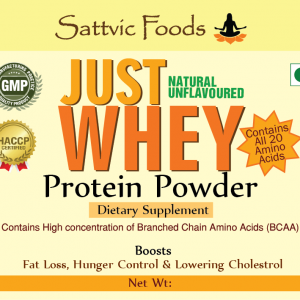 Sattvic Foods
JUST
NATURAL
UNFLAVOURED
WHEY
GMP
HACCP
CERTIFIED
Contains
All 20
Amino
Acids
Protein Powder
Dietary Supplement
Contains High concentration of Branched Chain Amino Acids (BCAA)
Boosts
Fat Loss, Hunger Control & Lowering Cholestrol
Net Wt: